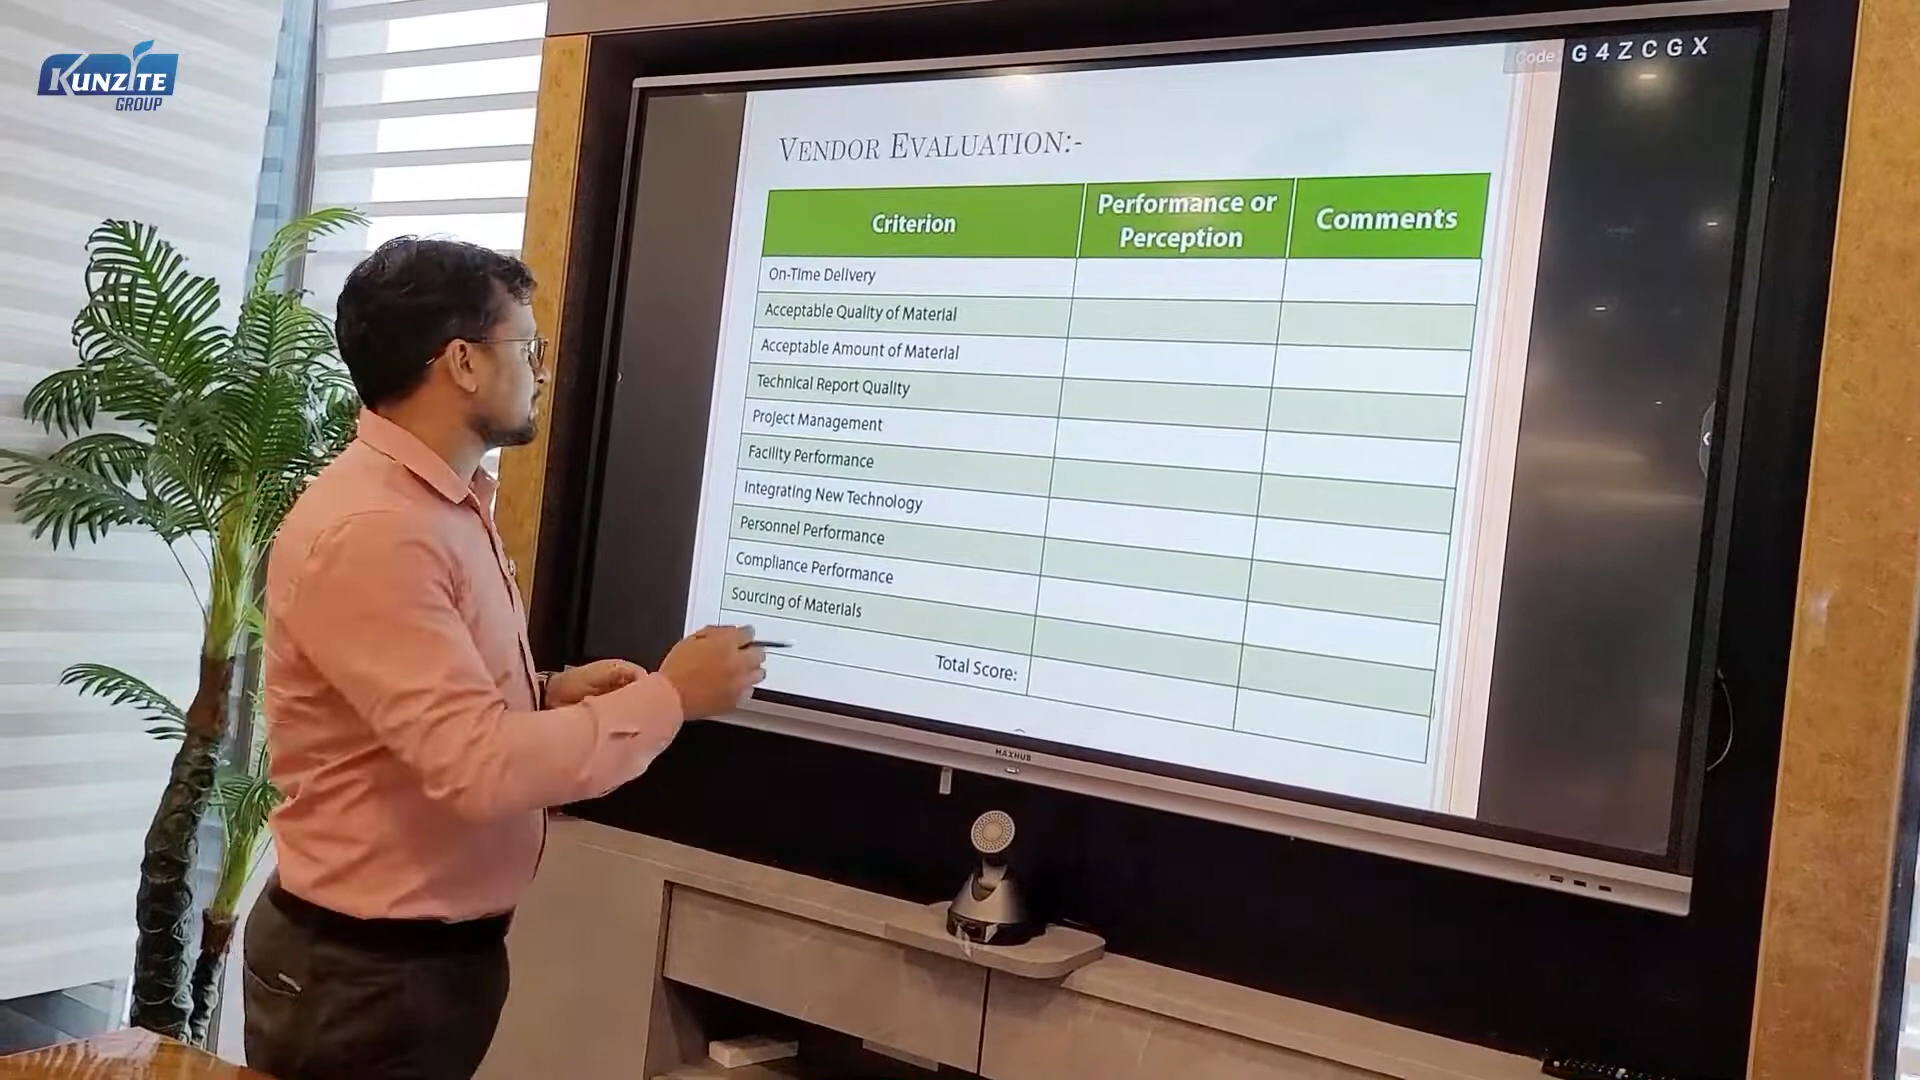 KUNZITE
GROUP
Code: G4ZCGX
VENDOR EVALUATION:-
Criterion
Performance or
Perception
Comments
On-Time Delivery
Acceptable Quality of Material
Acceptable Amount of Material
Technical Report Quality
Project Management
Facility Performance
Integrating New Technology
Personnel Performance
Compliance Performance
Sourcing of Materials
Total Score:
MAXHUB